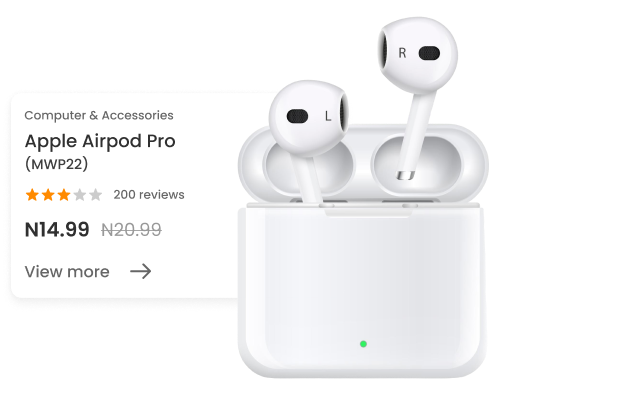 Computer & Accessories
Apple Airpod Pro
(MWP22)
200 reviews
N14.99 N20.99
View more
L
R